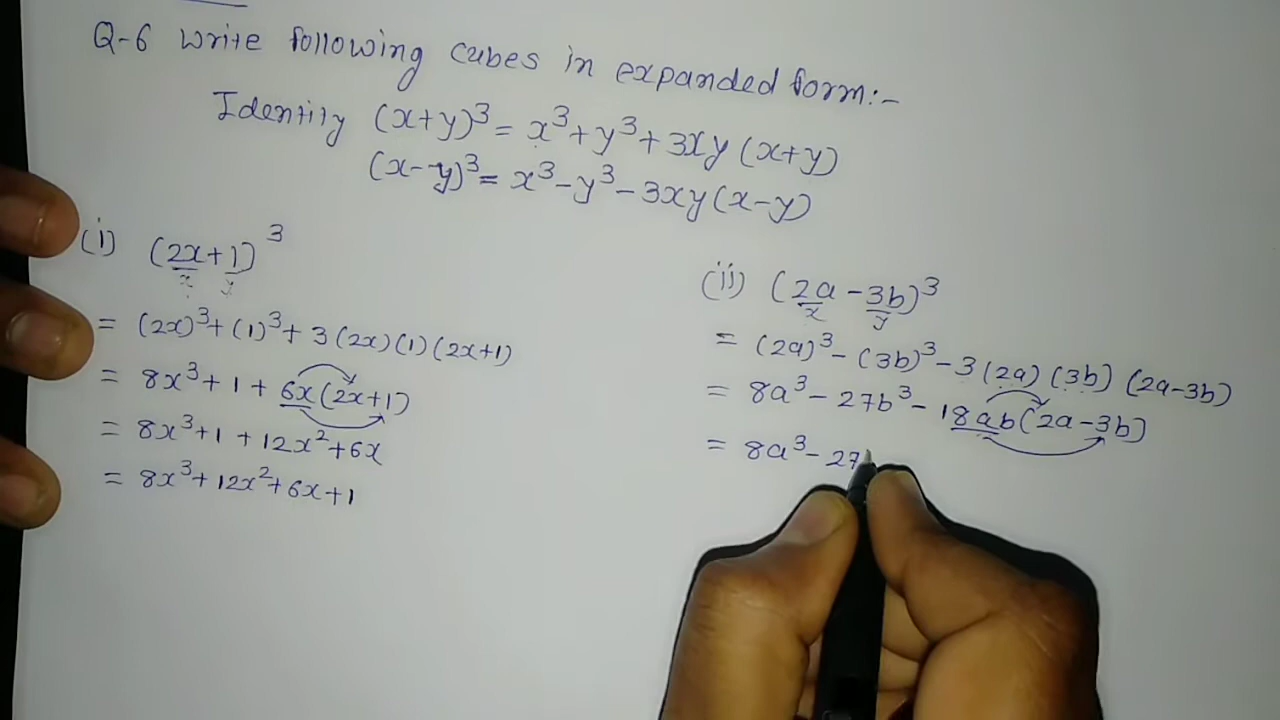 Q-6 Write following cubes in expanded form:-
Identity (x+y)³ = x³+y³+3xy(x+y)
(x-y)³ = x³-y³-3xy(x-y)
(i) (2x+1)³
x y
= (2x)³+(1)³+3(2x)(1)(2x+1)
= 8x³+1+6x(2x+1)
= 8x³+1+12x²+6x
= 8x³+12x²+6x+1
(ii) (2a-3b)³
x y
= (2a)³-(3b)³-3(2a)(3b)(2a-3b)
= 8a³-27b³-18ab(2a-3b)
= 8a³-27